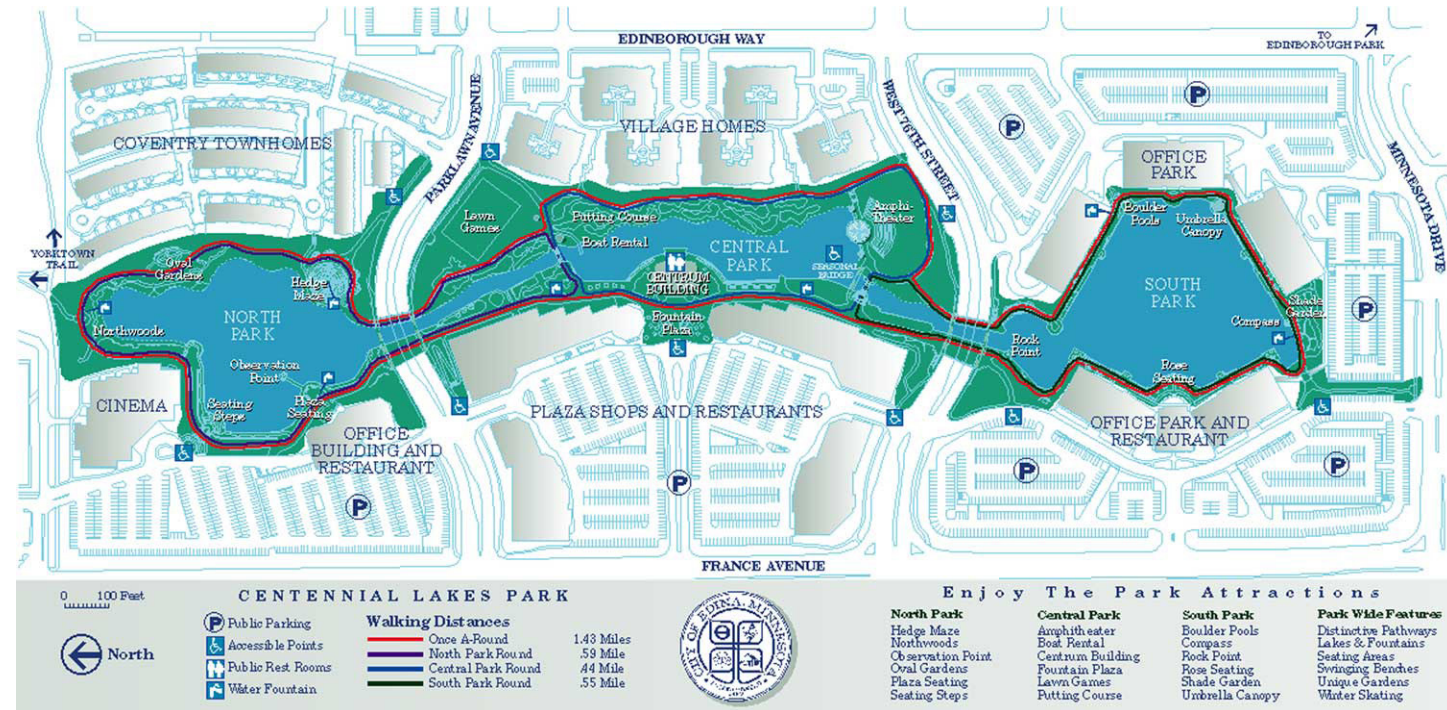 EDINBOROUGH WAY
TO
EDINBOROUGH PARK
COVENTRY TOWNHOMES
PARKLAWN AVENUE
VILLAGE HOMES
WEST 76TH STREET
OFFICE
PARK
MINNESOTA DRIVE
YORKTOWN
TRAIL
Oval
Gardens
Hedge
Maze
Lawn
Games
Putting Course
Boat Rental
CENTRAL
PARK
Amphi-
Theater
SEASONAL
BRIDGE
CENTRUM
BUILDING
Fountain
Plaza
Boulder
Pools
Umbrella
Canopy
SOUTH
PARK
Shade
Garden
Compass
Rock
Point
Rose
Seating
NORTH
PARK
Northwoods
Observation
Point
Plaza
Seating
Seating
Steps
CINEMA
OFFICE
BUILDING AND
RESTAURANT
PLAZA SHOPS AND RESTAURANTS
OFFICE PARK AND
RESTAURANT
P
P
P
P
P
P
P
FRANCE AVENUE
0 100 Feet
North
CENTENNIAL LAKES PARK
P Public Parking
Accessible Points
Public Rest Rooms
Water Fountain
Walking Distances
Once A-Round 1.43 Miles
North Park Round .59 Mile
Central Park Round .44 Mile
South Park Round .55 Mile
CITY OF EDINA, MINNESOTA
Enjoy The Park Attractions
North Park
Hedge Maze
Northwoods
Observation Point
Oval Gardens
Plaza Seating
Seating Steps
Central Park
Amphitheater
Boat Rental
Centrum Building
Fountain Plaza
Lawn Games
Putting Course
South Park
Boulder Pools
Compass
Rock Point
Rose Seating
Shade Garden
Umbrella Canopy
Park Wide Features
Distinctive Pathways
Lakes & Fountains
Seating Areas
Swinging Benches
Unique Gardens
Winter Skating